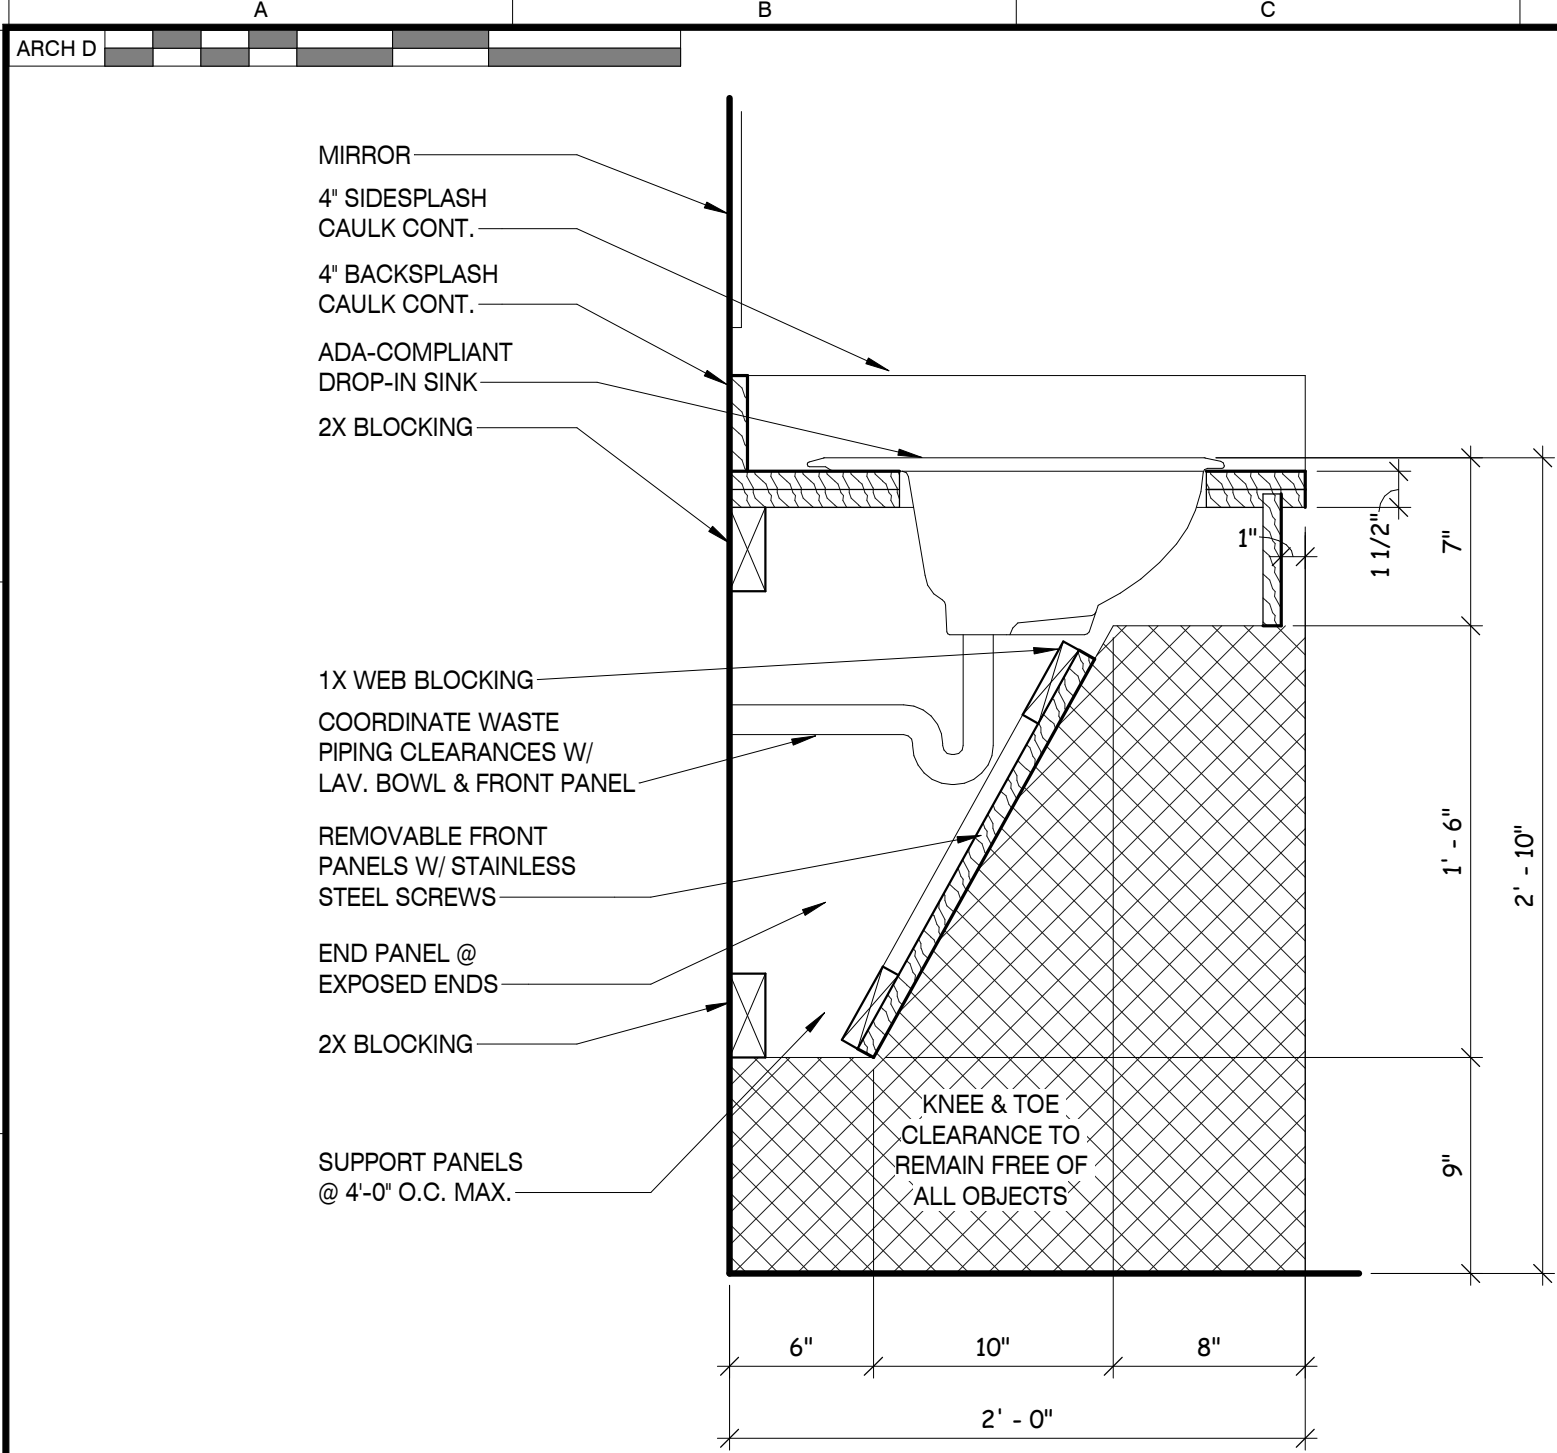 A
B
C
ARCH D
MIRROR
4" SIDESPLASH
CAULK CONT.
4" BACKSPLASH
CAULK CONT.
ADA-COMPLIANT
DROP-IN SINK
2X BLOCKING
1X WEB BLOCKING
COORDINATE WASTE
PIPING CLEARANCES W/
LAV. BOWL & FRONT PANEL
REMOVABLE FRONT
PANELS W/ STAINLESS
STEEL SCREWS
END PANEL @
EXPOSED ENDS
2X BLOCKING
SUPPORT PANELS
@ 4'-0" O.C. MAX.
KNEE & TOE
CLEARANCE TO
REMAIN FREE OF
ALL OBJECTS
1"
1 1/2"
7"
1' - 6"
2' - 10"
9"
6"
10"
8"
2' - 0"